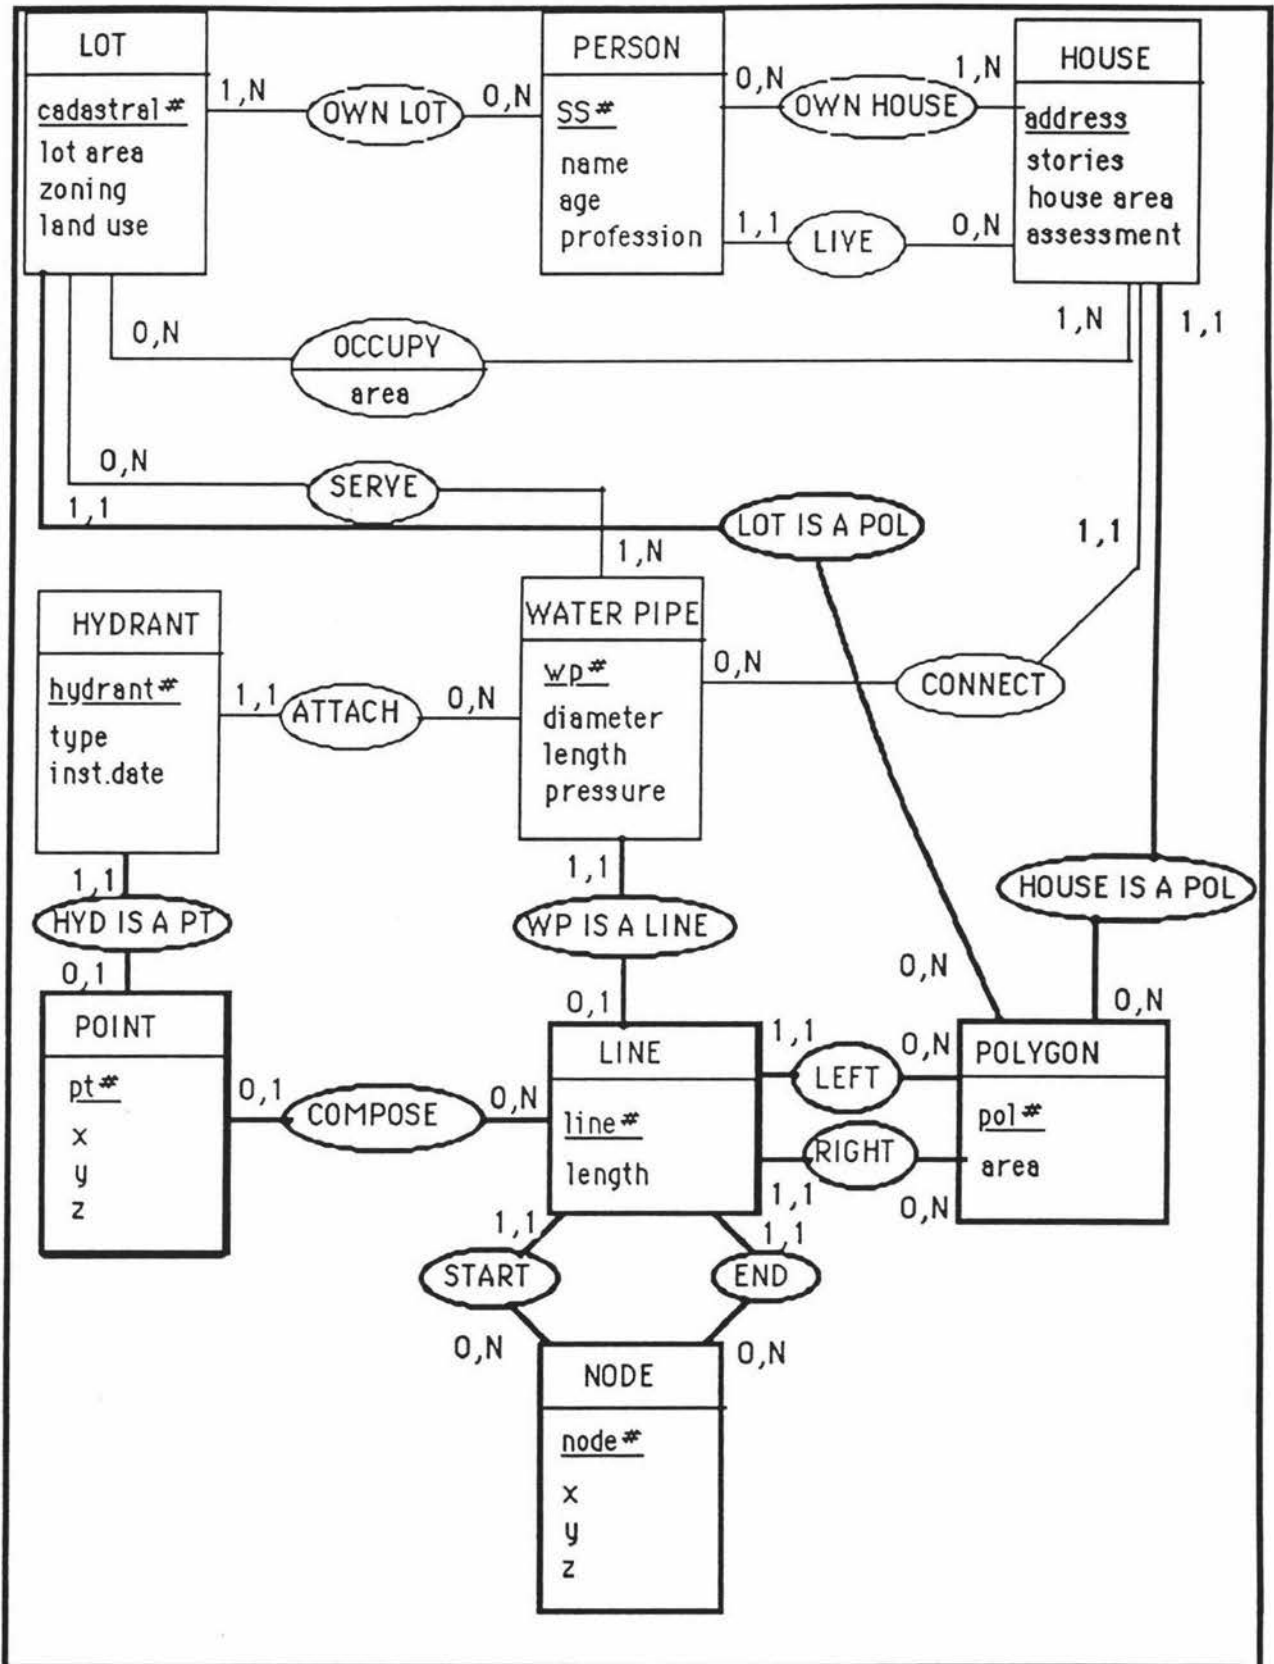 LOT
cadastral#
lot area
zoning
land use
1,N
OWN LOT
0,N
PERSON
SS#
name
age
profession
0,N
OWN HOUSE
1,N
HOUSE
address
stories
house area
assessment
1,1
LIVE
0,N
0,N
OCCUPY
area
1,N
1,1
0,N
SERVE
1,N
1,1
LOT IS A POL
1,1
HYDRANT
hydrant#
type
inst.date
1,1
ATTACH
0,N
WATER PIPE
wp#
diameter
length
pressure
0,N
CONNECT
1,1
HYD IS A PT
0,1
1,1
WP IS A LINE
0,1
HOUSE IS A POL
0,N
0,N
POINT
pt#
x
y
z
0,1
COMPOSE
0,N
LINE
line#
length
1,1
LEFT
0,N
RIGHT
1,1
0,N
POLYGON
pol#
area
1,1
START
0,N
1,1
END
0,N
NODE
node#
x
y
z